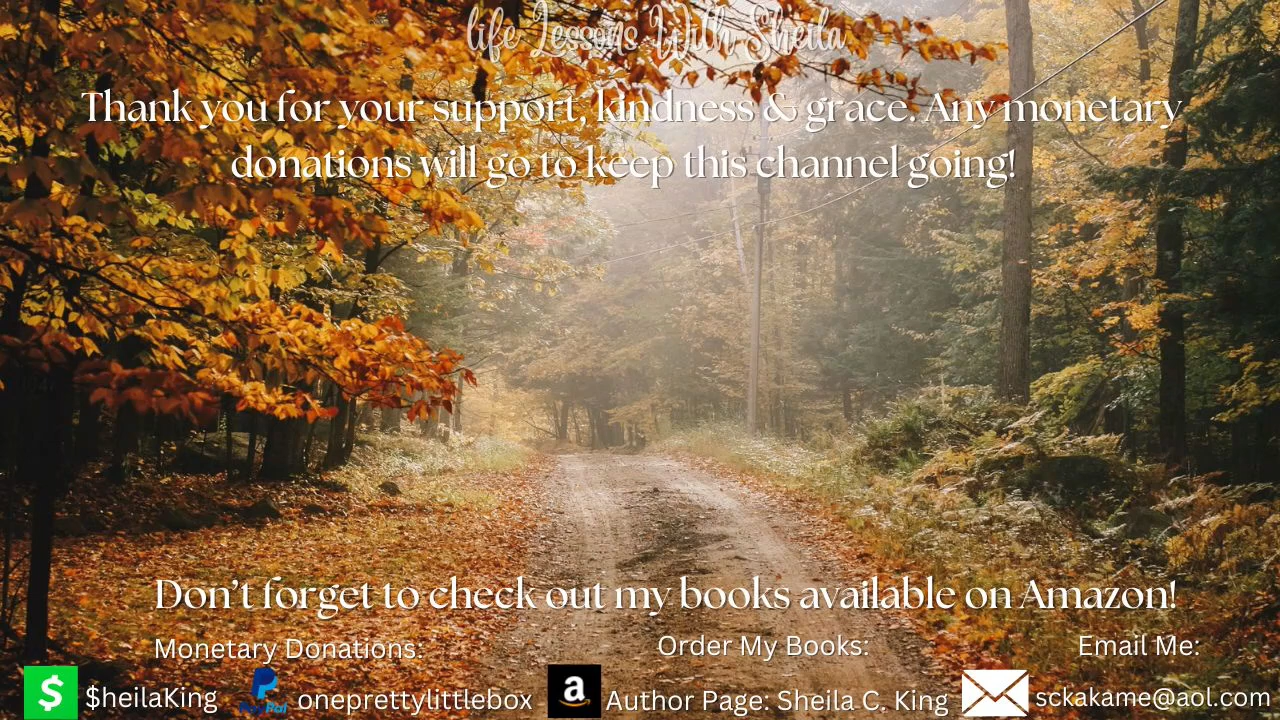 life Lessons With Sheila
Thank you for your support, kindness & grace. Any monetary
donations will go to keep this channel going!
Don't forget to check out my books available on Amazon!
Monetary Donations:
Order My Books:
Email Me:
$ $heilaKing
PayPal oneprettylittlebox
a Author Page: Sheila C. King
sckakame@aol.com